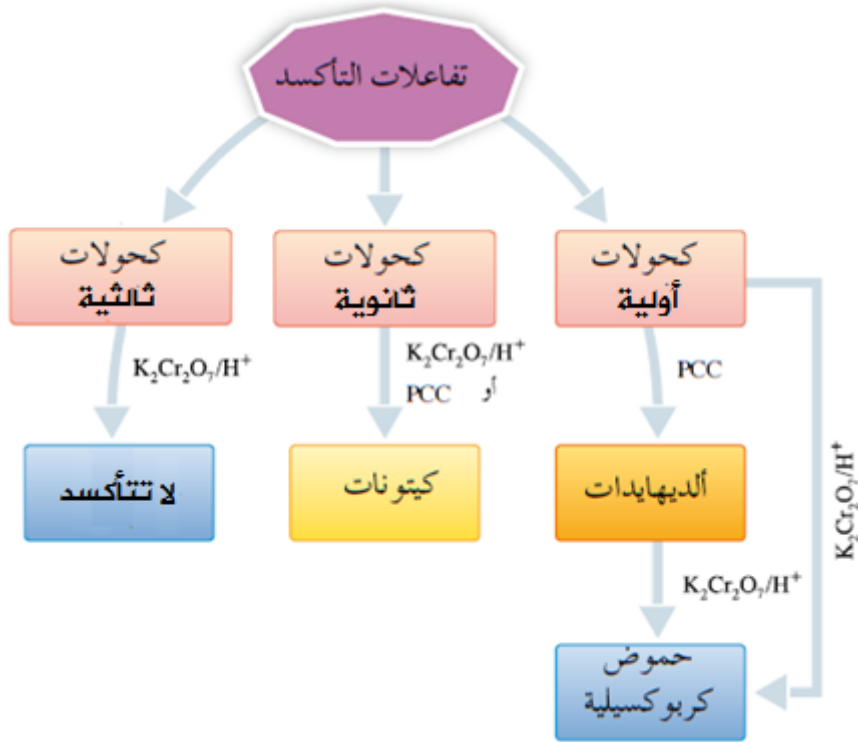 تفاعلات التأكسد
كحولات
أولية
كحولات
ثانوية
كحولات
ثالثية
PCC
K₂Cr₂O₇/H⁺
أو PCC
K₂Cr₂O₇/H⁺
K₂Cr₂O₇/H⁺
ألديهايدات
كيتونات
لا تتأكسد
K₂Cr₂O₇/H⁺
حموض
كربوكسيلية